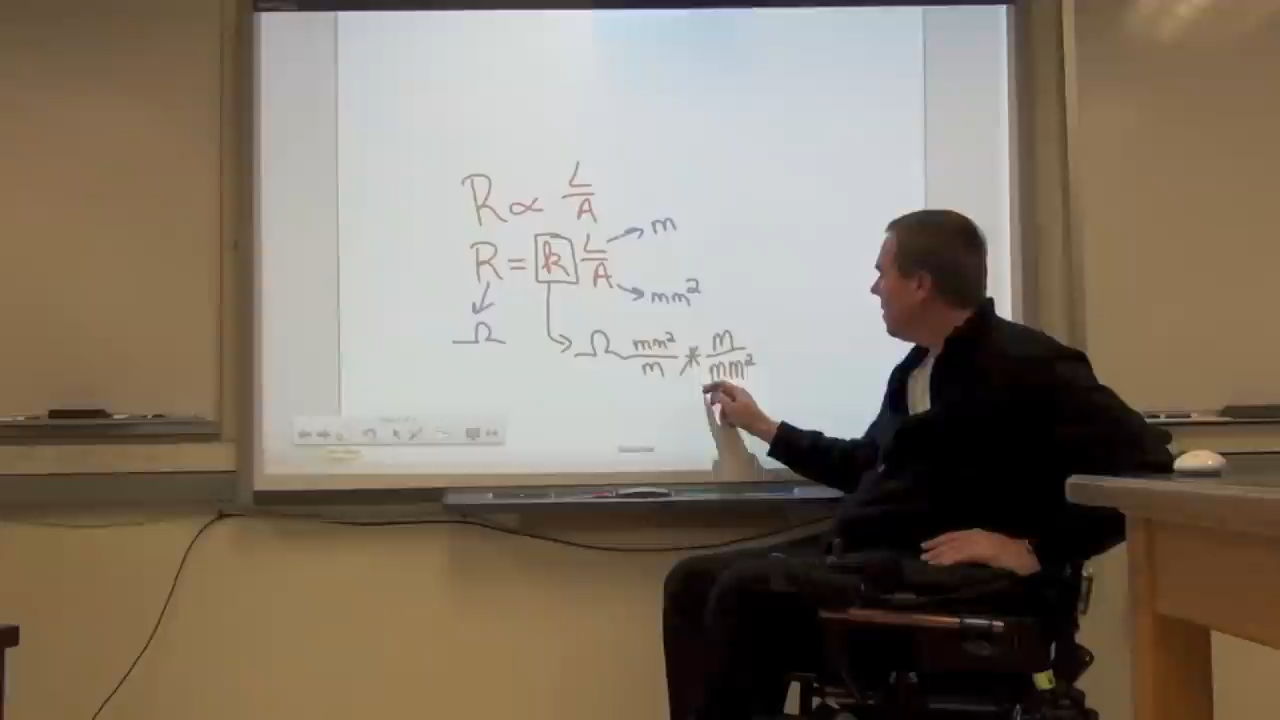 R ∝ L/A
R = k L/A → m
→ mm²
Ω
Ω mm²/m * m/mm²